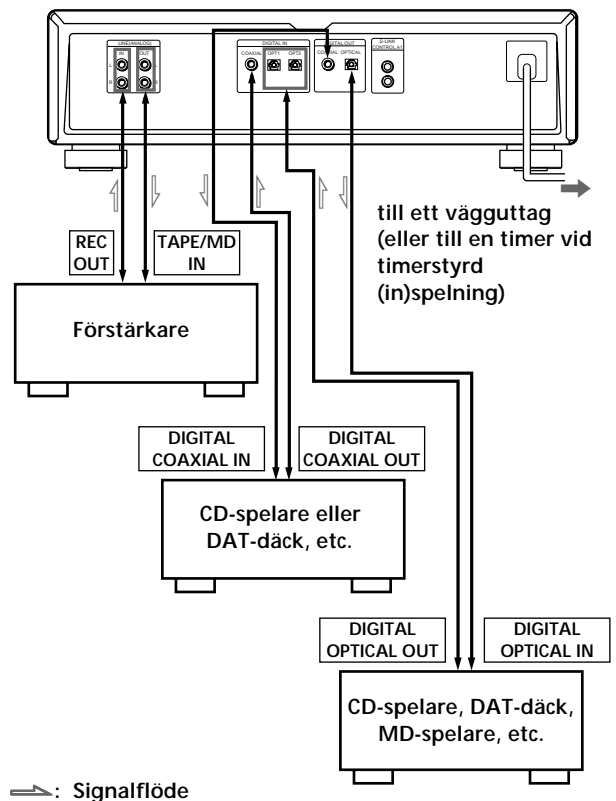 LINE(ANALOG)
IN OUT
L
R
DIGITAL IN
COAXIAL OPT1 OPT2
DIGITAL OUT
COAXIAL OPTICAL
S-LINK
CONTROL A1
till ett vägguttag
(eller till en timer vid
timerstyrd
(in)spelning)
REC
OUT
TAPE/MD
IN
Förstärkare
DIGITAL
COAXIAL IN
DIGITAL
COAXIAL OUT
CD-spelare eller
DAT-däck, etc.
DIGITAL
OPTICAL OUT
DIGITAL
OPTICAL IN
CD-spelare, DAT-däck,
MD-spelare, etc.
: Signalflöde